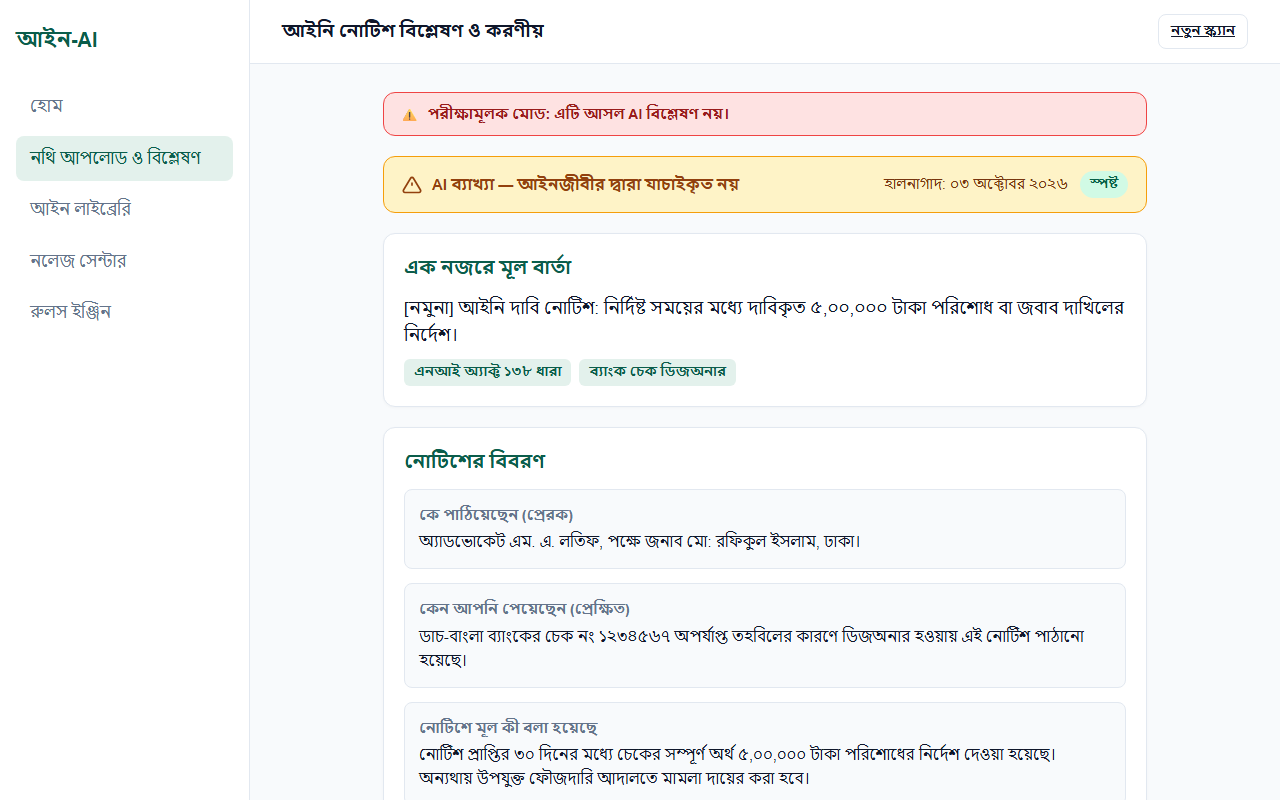 আইন-AI
হোম
নথি আপলোড ও বিশ্লেষণ
আইন লাইব্রেরি
নলেজ সেন্টার
রুলস ইঞ্জিন
আইনি নোটিশ বিশ্লেষণ ও করণীয়
নতুন স্ক্যান
পরীক্ষামূলক মোড: এটি আসল AI বিশ্লেষণ নয়।
AI ব্যাখ্যা — আইনজীবীর দ্বারা যাচাইকৃত নয়
হালনাগাদ: ০৩ অক্টোবর ২০২৬
স্পষ্ট
এক নজরে মূল বার্তা
[নমুনা] আইনি দাবি নোটিশ: নির্দিষ্ট সময়ের মধ্যে দাবিকৃত ৫,০০,০০০ টাকা পরিশোধ বা জবাব দাখিলের
নির্দেশ।
এনআই অ্যাক্ট ১৩৮ ধারা
ব্যাংক চেক ডিজঅনার
নোটিশের বিবরণ
কে পাঠিয়েছেন (প্রেরক)
অ্যাডভোকেট এম. এ. লতিফ, পক্ষে জনাব মো: রফিকুল ইসলাম, ঢাকা।
কেন আপনি পেয়েছেন (প্রেক্ষিত)
ডাচ-বাংলা ব্যাংকের চেক নং ১২৩৪৫৬৭ অপর্যাপ্ত তহবিলের কারণে ডিজঅনার হওয়ায় এই নোটিশ পাঠানো
হয়েছে।
নোটিশে মূল কী বলা হয়েছে
নোটিশ প্রাপ্তির ৩০ দিনের মধ্যে চেকের সম্পূর্ণ অর্থ ৫,০০,০০০ টাকা পরিশোধের নির্দেশ দেওয়া হয়েছে।
অন্যথায় উপযুক্ত ফৌজদারি আদালতে মামলা দায়ের করা হবে।